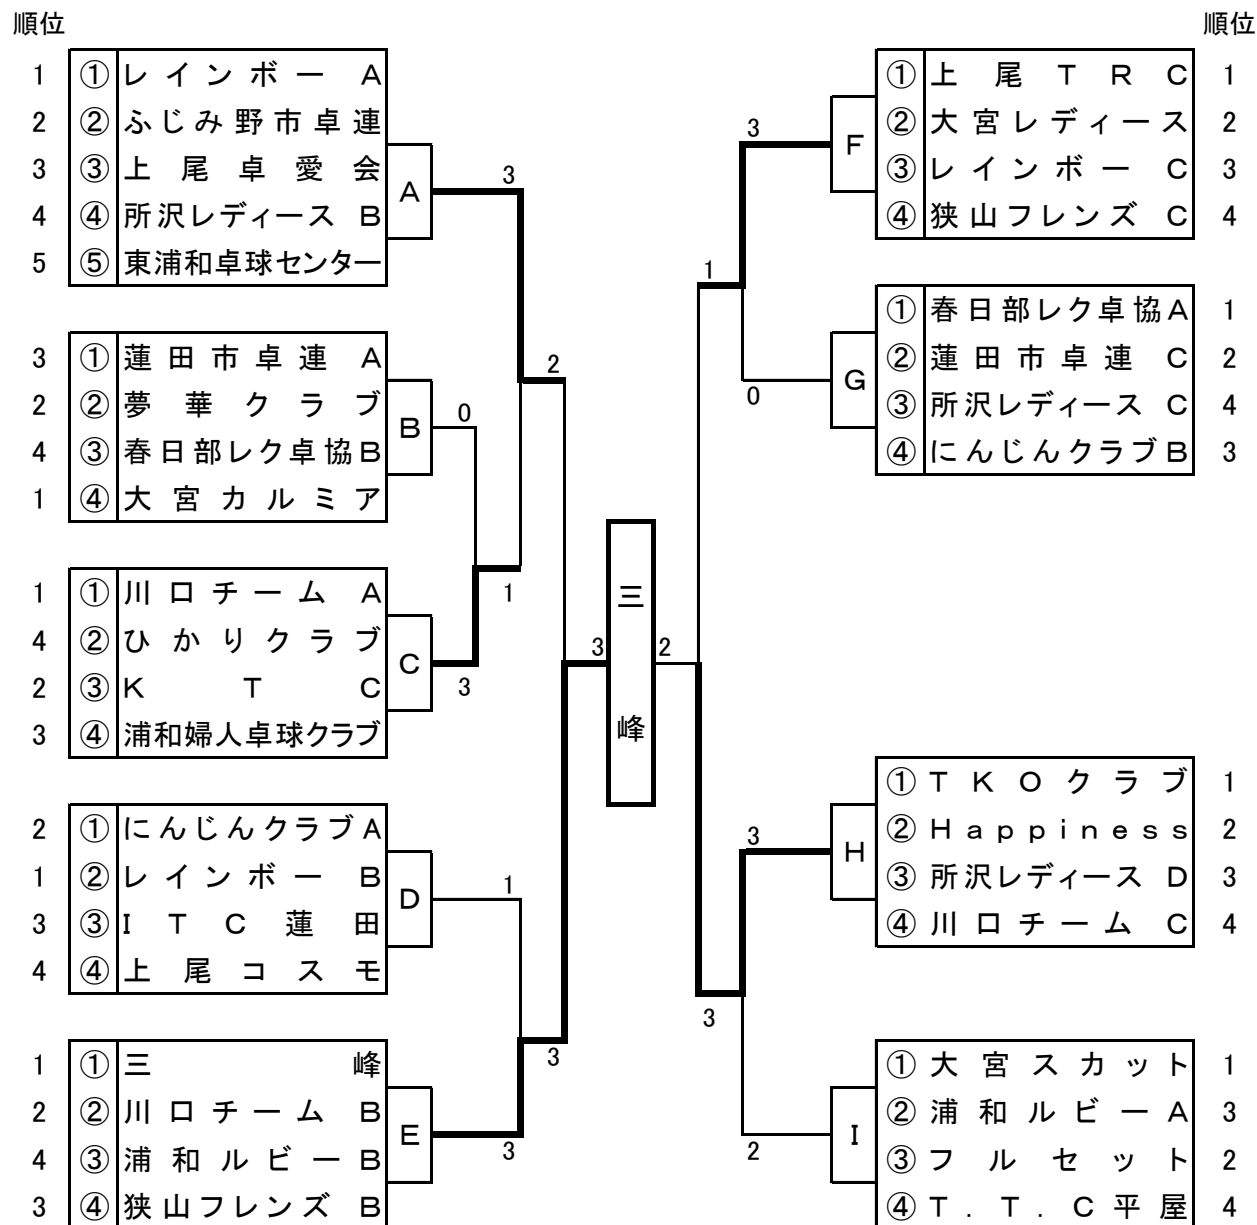 順位
1 ① レインボー A
2 ② ふじみ野市卓連
3 ③ 上尾卓愛会
4 ④ 所沢レディース B
5 ⑤ 東浦和卓球センター
A
3
3 ① 蓮田市卓連 A
2 ② 夢華クラブ
4 ③ 春日部レク卓協B
1 ④ 大宮カルミア
B
0
2
1 ① 川口チーム A
4 ② ひかりクラブ
2 ③ KTC
3 ④ 浦和婦人卓球クラブ
C
3
1
2 ① にんじんクラブA
1 ② レインボー B
3 ③ ITC蓮田
4 ④ 上尾コスモ
D
1
1 ① 三峰
2 ② 川口チーム B
4 ③ 浦和ルビーB
3 ④ 狭山フレンズ B
E
3
3
3
三峰
2
順位
① 上尾TRC 1
② 大宮レディース 2
③ レインボー C 3
④ 狭山フレンズ C 4
F
3
1
① 春日部レク卓協A 1
② 蓮田市卓連 C 2
③ 所沢レディース C 4
④ にんじんクラブB 3
G
0
① TKOクラブ 1
② Happiness 2
③ 所沢レディース D 3
④ 川口チーム C 4
H
3
3
① 大宮スカット 1
② 浦和ルビーA 3
③ フルセット 2
④ T.T.C平屋 4
I
2